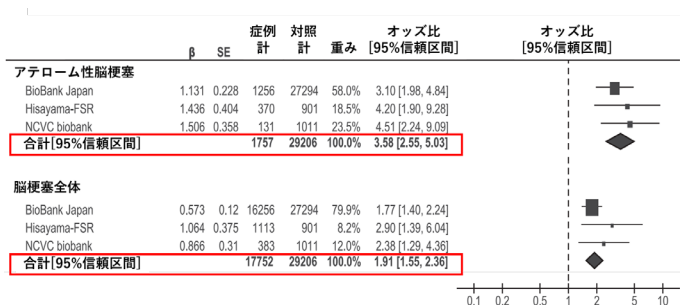 症例 対照 オッズ比 オッズ比
β SE 計 計 重み [95%信頼区間] [95%信頼区間]
アテローム性脳梗塞
BioBank Japan 1.131 0.228 1256 27294 58.0% 3.10 [1.98, 4.84]
Hisayama-FSR 1.436 0.404 370 901 18.5% 4.20 [1.90, 9.28]
NCVC biobank 1.506 0.358 131 1011 23.5% 4.51 [2.24, 9.09]
合計[95%信頼区間] 1757 29206 100.0% 3.58 [2.55, 5.03]
脳梗塞全体
BioBank Japan 0.573 0.12 16256 27294 79.9% 1.77 [1.40, 2.24]
Hisayama-FSR 1.064 0.375 1113 901 8.2% 2.90 [1.39, 6.04]
NCVC biobank 0.866 0.31 383 1011 12.0% 2.38 [1.29, 4.36]
合計[95%信頼区間] 17752 29206 100.0% 1.91 [1.55, 2.36]
0.1 0.2 0.5 1 2 5 10